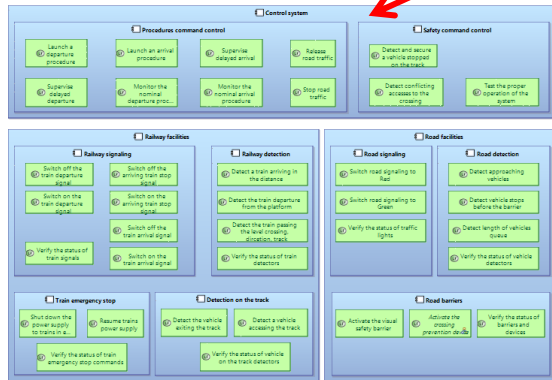 Control system
Procedures command control
Safety command control
Launch a
departure
procedure
Launch an arrival
procedure
Supervise
delayed arrival
Release
road traffic
Detect and secure
a vehicle stopped
on the track
Supervise
delayed
departure
Monitor the
nominal
departure proc...
Monitor the
nominal arrival
procedure
Stop road
traffic
Detect conflicting
accesses to the
crossing
Test the proper
operation of the
system
Railway facilities
Road facilities
Railway signaling
Railway detection
Road signaling
Road detection
Switch off the
train departure
signal
Switch off the
arriving train stop
signal
Detect a train arriving in
the distance
Switch road signaling to
Red
Detect approaching
vehicles
Switch on the
train departure
signal
Switch on the
arriving train stop
signal
Detect the train departure
from the platform
Switch road signaling to
Green
Detect vehicle stops
before the barrier
Switch off the
train arrival signal
Detect the train passing
the level crossing,
direction, track
Verify the status of traffic
lights
Detect length of vehicles
queue
Verify the status of
train signals
Switch on the
train arrival signal
Verify the status of train
detectors
Verify the status of vehicle
detectors
Train emergency stop
Detection on the track
Road barriers
Shut down the
power supply
to trains in e...
Resume trains
power supply
Detect the vehicle
exiting the track
Detect a vehicle
accessing the track
Activate the visual
safety barrier
Activate the
crossing
prevention device
Verify the status of
barriers and
devices
Verify the status of train
emergency stop commands
Verify the status of vehicle
on the track detectors